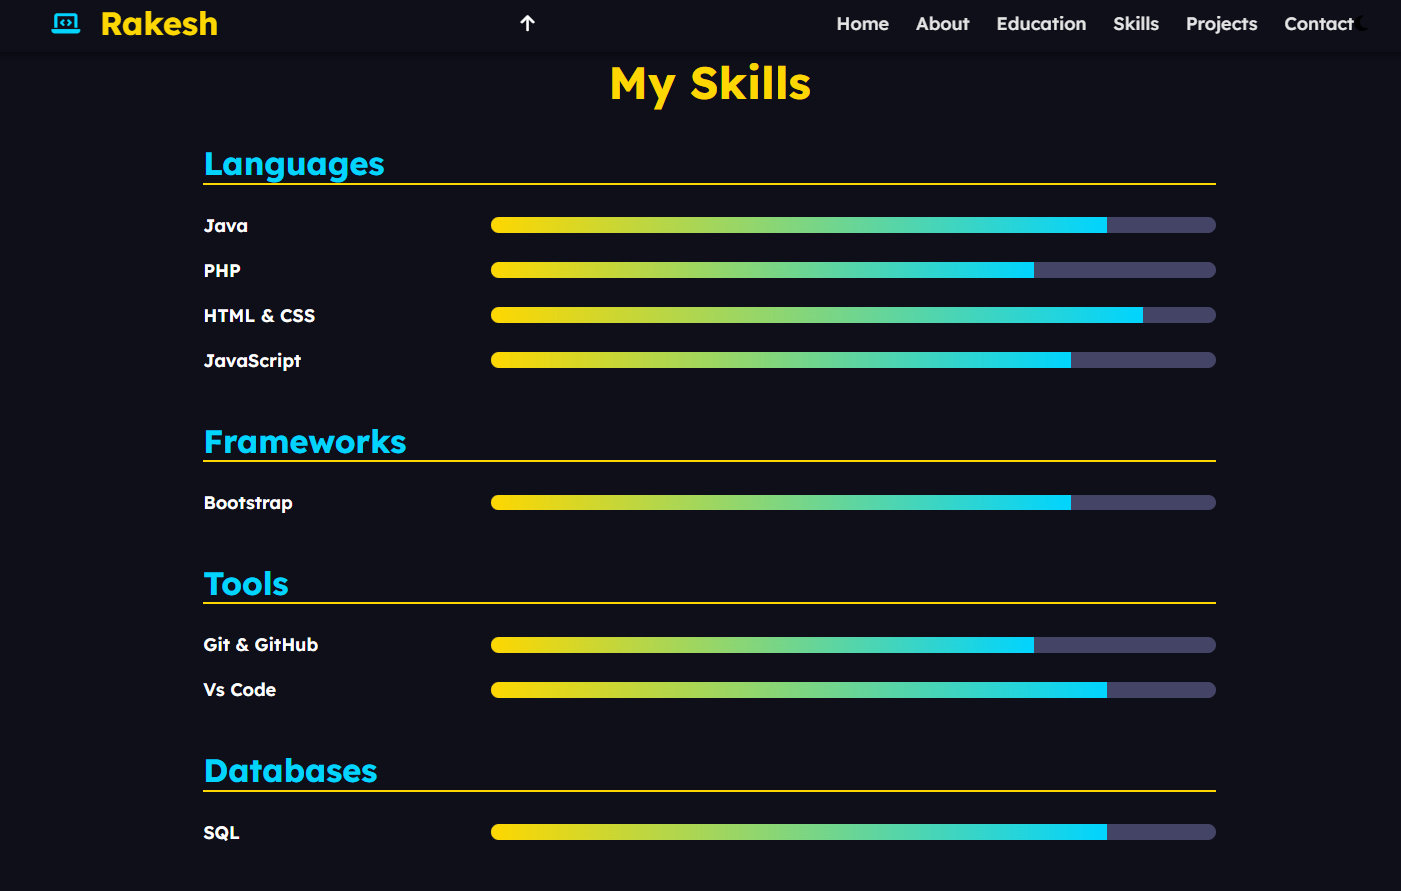 Rakesh Home About Education Skills Projects Contact
My Skills
Languages
Java
PHP
HTML & CSS
JavaScript
Frameworks
Bootstrap
Tools
Git & GitHub
Vs Code
Databases
SQL